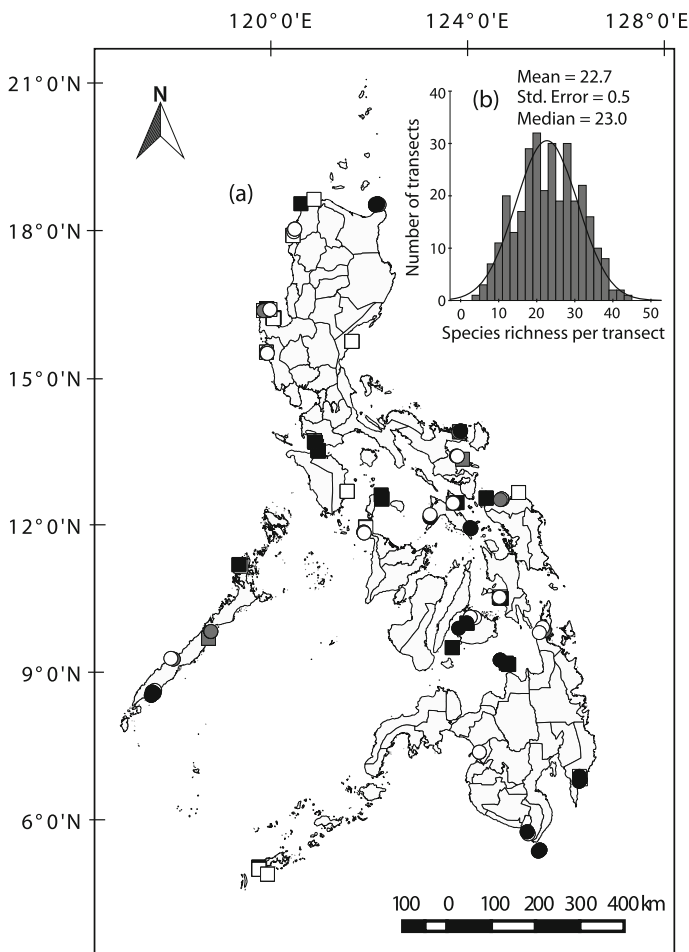 120°0'E 124°0'E 128°0'E
21°0'N
18°0'N
15°0'N
12°0'N
9°0'N
6°0'N
N
(a)
(b)
Mean = 22.7
Std. Error = 0.5
Median = 23.0
Number of transects
40
30
20
10
0
0 10 20 30 40 50
Species richness per transect
100 0 100 200 300 400 km